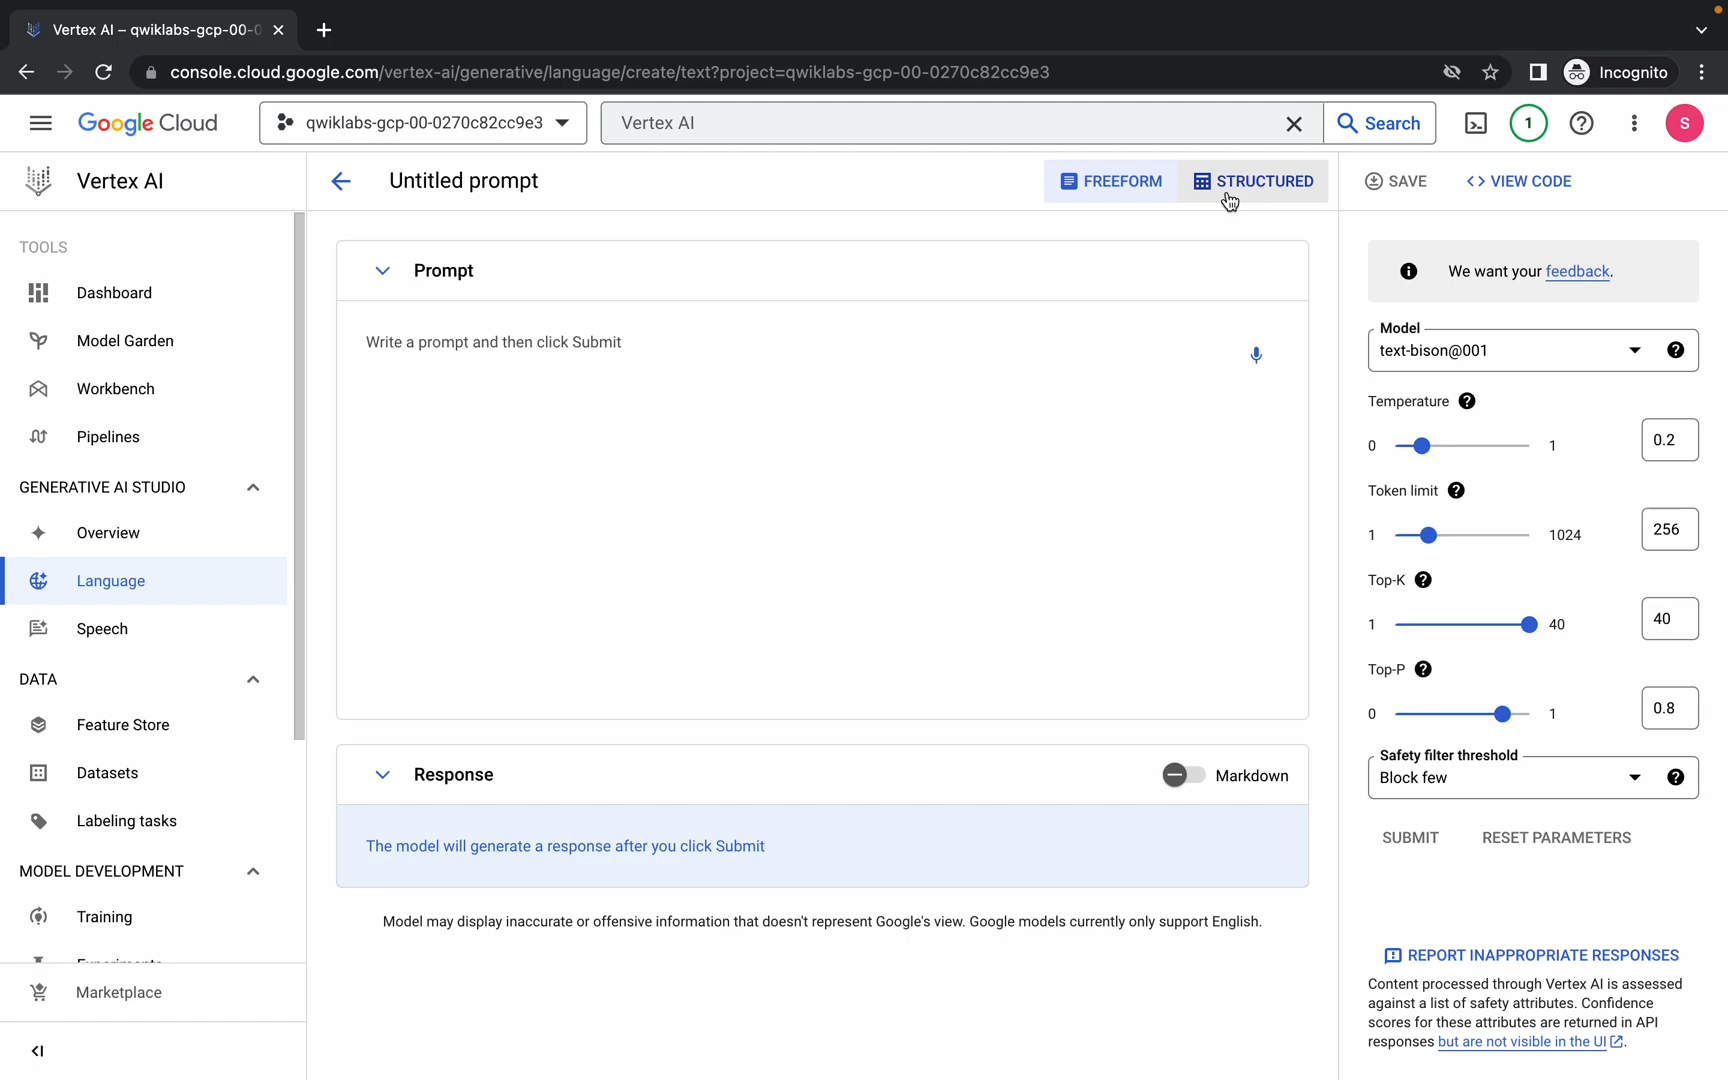 Vertex AI – qwiklabs-gcp-00-0
console.cloud.google.com/vertex-ai/generative/language/create/text?project=qwiklabs-gcp-00-0270c82cc9e3
Incognito
Google Cloud
qwiklabs-gcp-00-0270c82cc9e3
Vertex AI
Search
1
S
Vertex AI
Untitled prompt
FREEFORM
STRUCTURED
SAVE
<> VIEW CODE
TOOLS
Dashboard
Model Garden
Workbench
Pipelines
GENERATIVE AI STUDIO
Overview
Language
Speech
DATA
Feature Store
Datasets
Labeling tasks
MODEL DEVELOPMENT
Training
Experiments
Marketplace
Prompt
Write a prompt and then click Submit
Response
Markdown
The model will generate a response after you click Submit
Model may display inaccurate or offensive information that doesn't represent Google's view. Google models currently only support English.
We want your feedback.
Model
text-bison@001
Temperature
0 1 0.2
Token limit
1 1024 256
Top-K
1 40 40
Top-P
0 1 0.8
Safety filter threshold
Block few
SUBMIT
RESET PARAMETERS
REPORT INAPPROPRIATE RESPONSES
Content processed through Vertex AI is assessed
against a list of safety attributes. Confidence
scores for these attributes are returned in API
responses but are not visible in the UI.